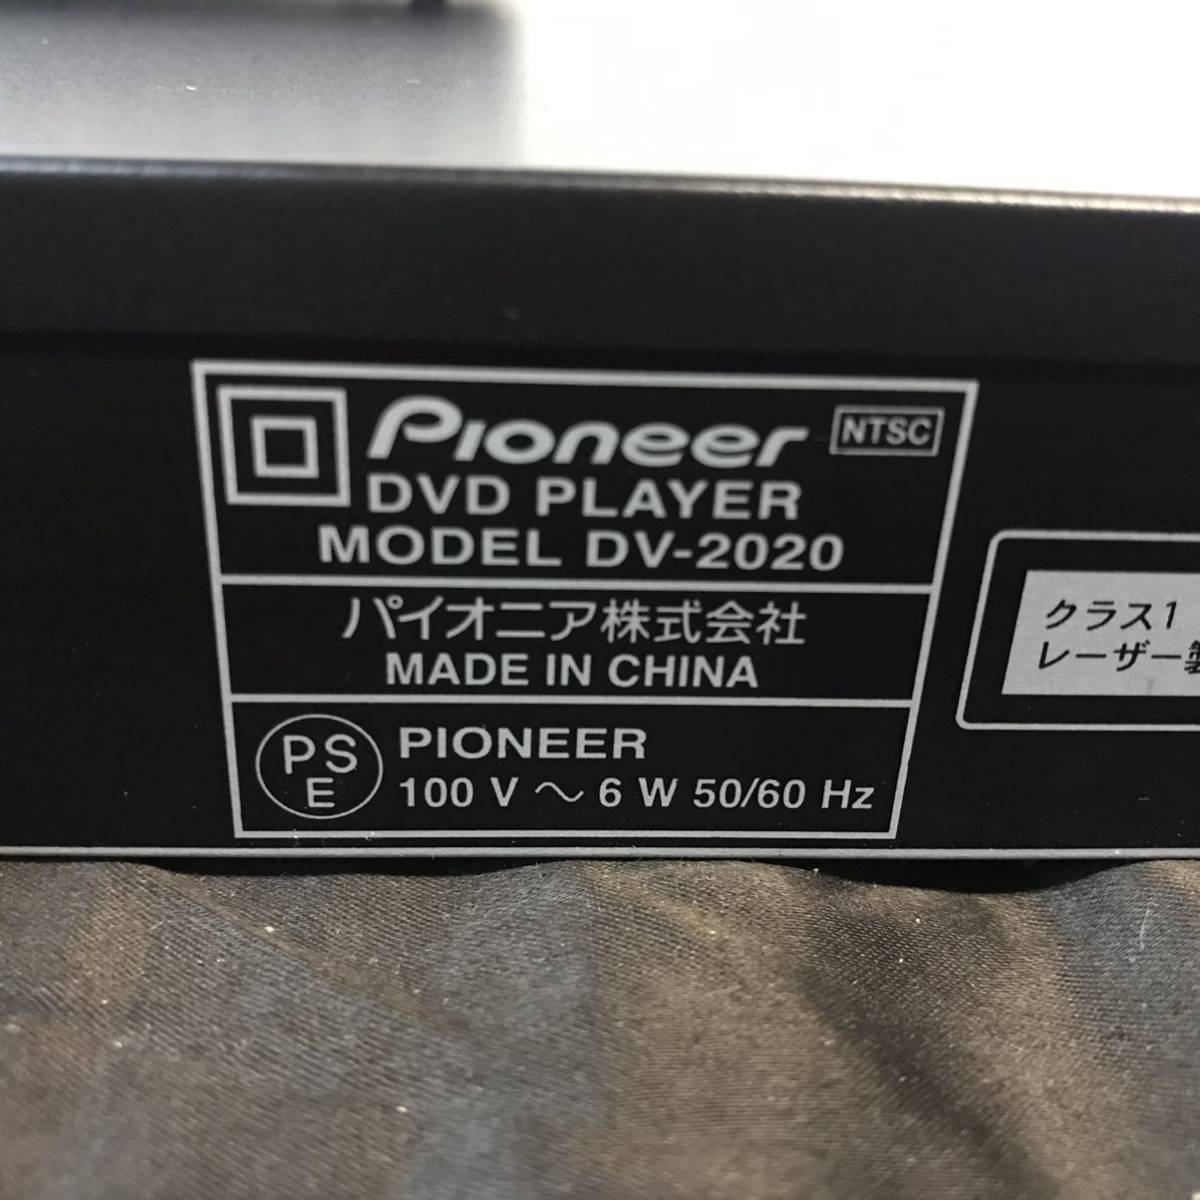 Pioneer
NTSC
DVD PLAYER
MODEL DV-2020
パイオニア株式会社
MADE IN CHINA
PS
E
PIONEER
100 V ～ 6 W 50/60 Hz
クラス1
レーザー製